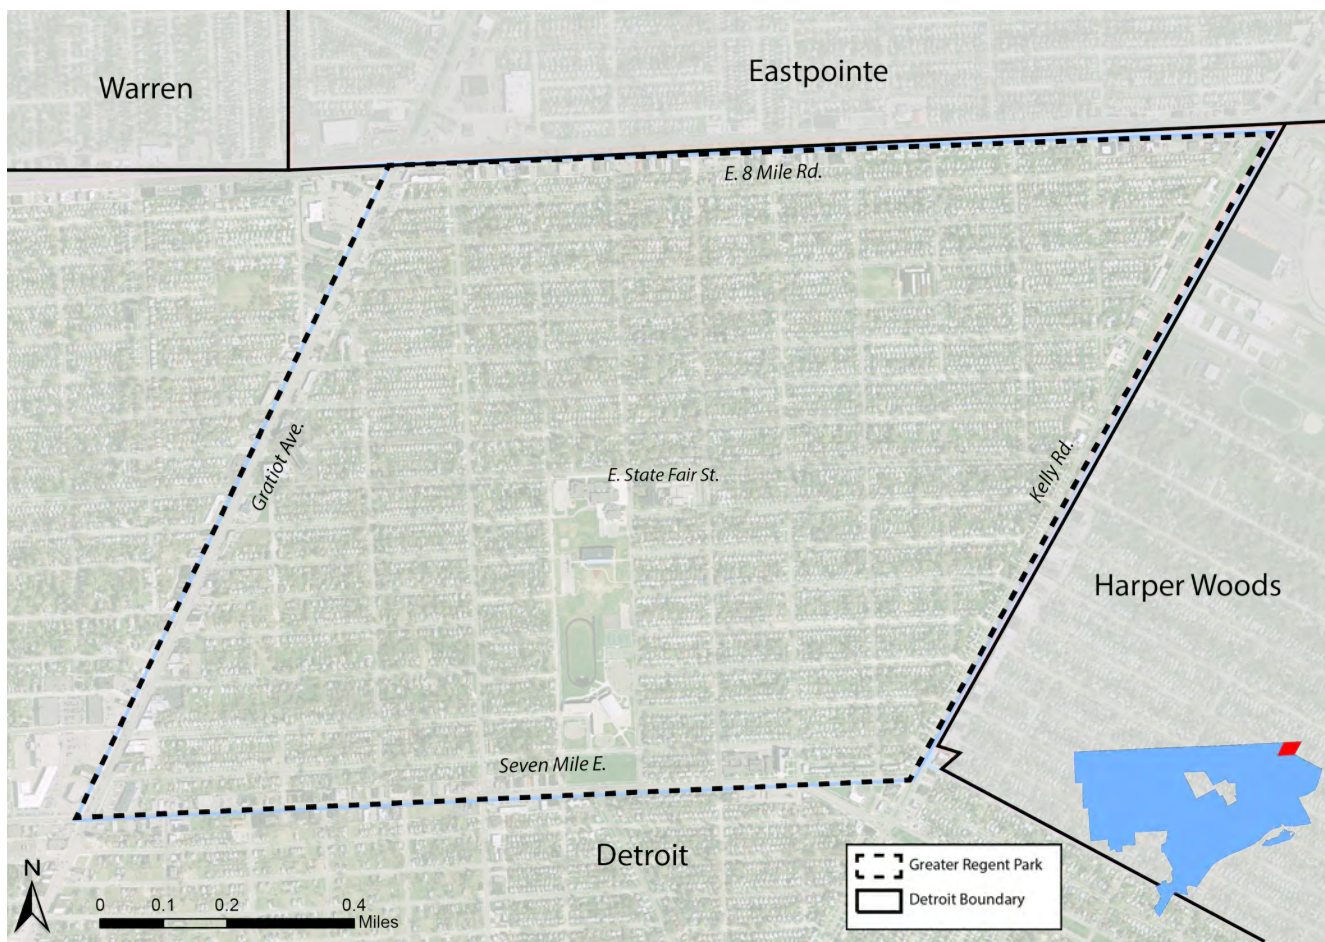 Warren
Eastpointe
E. 8 Mile Rd.
Gratiot Ave.
E. State Fair St.
Kelly Rd.
Harper Woods
Seven Mile E.
Detroit
Greater Regent Park
Detroit Boundary
N
0 0.1 0.2 0.4
Miles